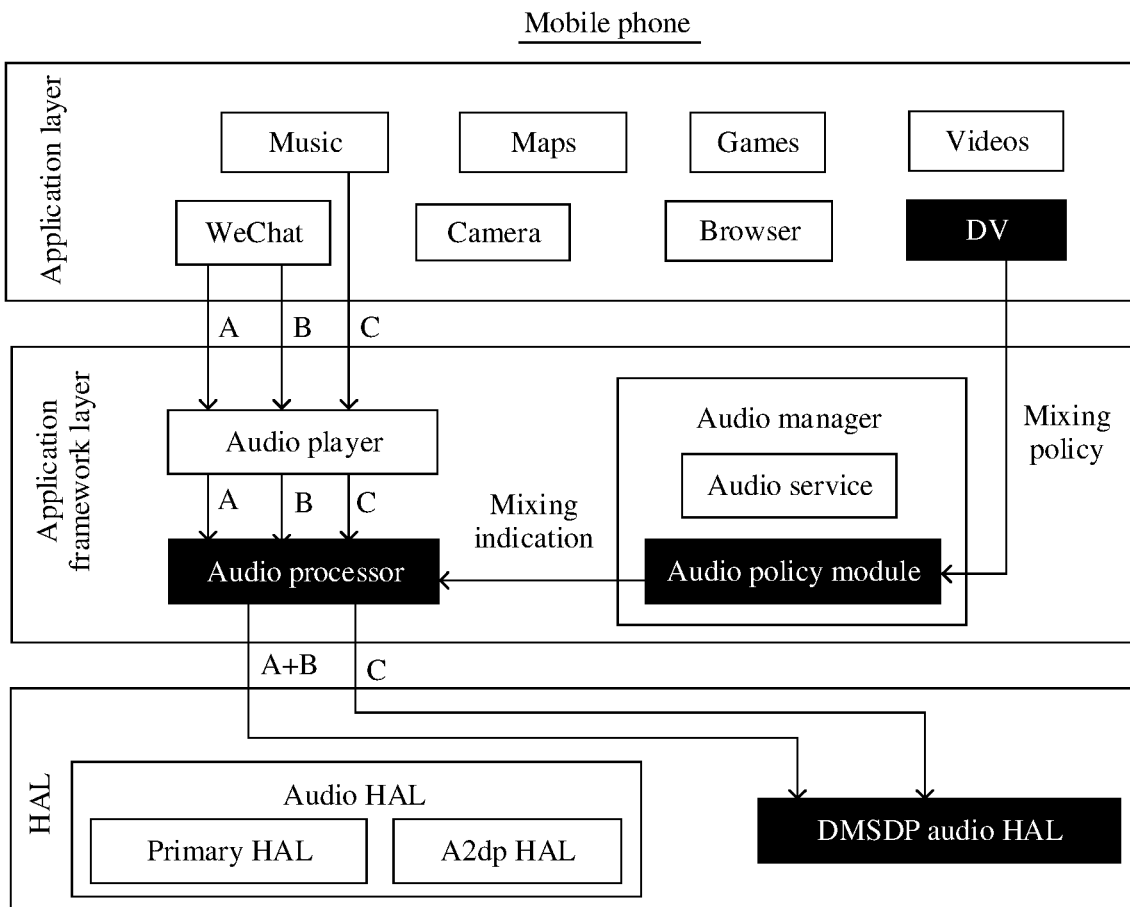 Mobile phone
Application layer
Music
Maps
Games
Videos
WeChat
Camera
Browser
DV
A
B
C
Application
framework layer
Audio player
Audio manager
Audio service
Mixing
policy
A
B
C
Mixing
indication
Audio processor
Audio policy module
A+B
C
HAL
Audio HAL
Primary HAL
A2dp HAL
DMSDP audio HAL